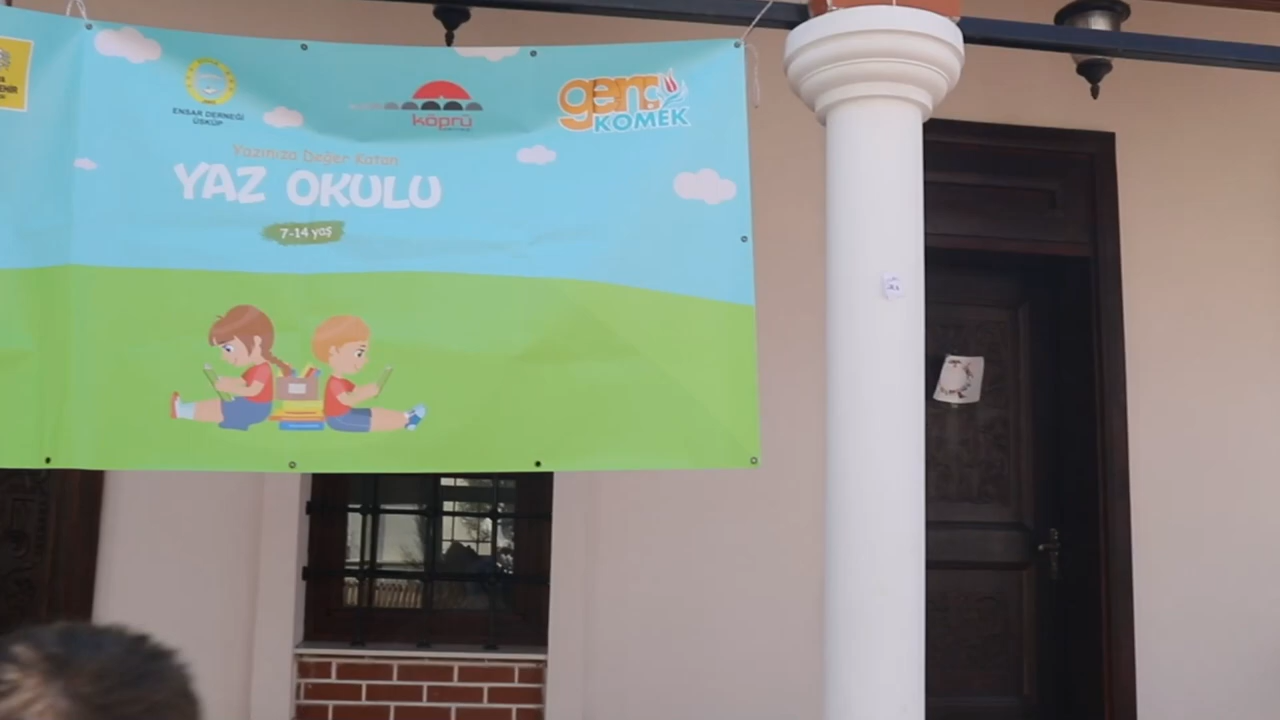 ENSAR DERNEĞİ
ÜSKÜP
köprü
genç
KOMEK
Yazınıza Değer Katan
YAZ OKULU
7-14 yaş